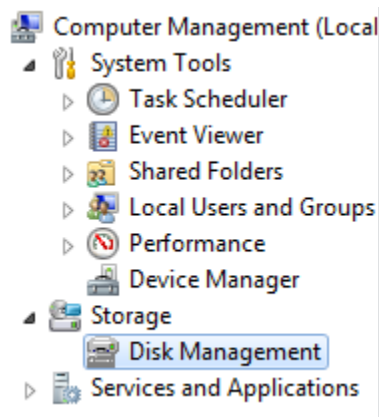 Computer Management (Local
System Tools
Task Scheduler
Event Viewer
Shared Folders
Local Users and Groups
Performance
Device Manager
Storage
Disk Management
Services and Applications